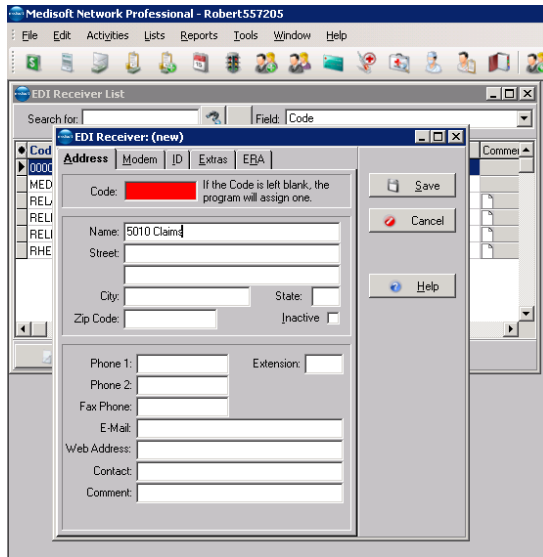 Medisoft Network Professional - Robert557205
File Edit Activities Lists Reports Tools Window Help
EDI Receiver List
Search for: Field: Code
EDI Receiver: (new)
Cod Commer
0000
MED
REL
RELI
RELI
RHE
Address Modem ID Extras ERA
Code: If the Code is left blank, the
program will assign one.
Save
Cancel
Help
Name: 5010 Claims
Street:
City: State:
Zip Code: Inactive
Phone 1: Extension:
Phone 2:
Fax Phone:
E-Mail:
Web Address:
Contact:
Comment: